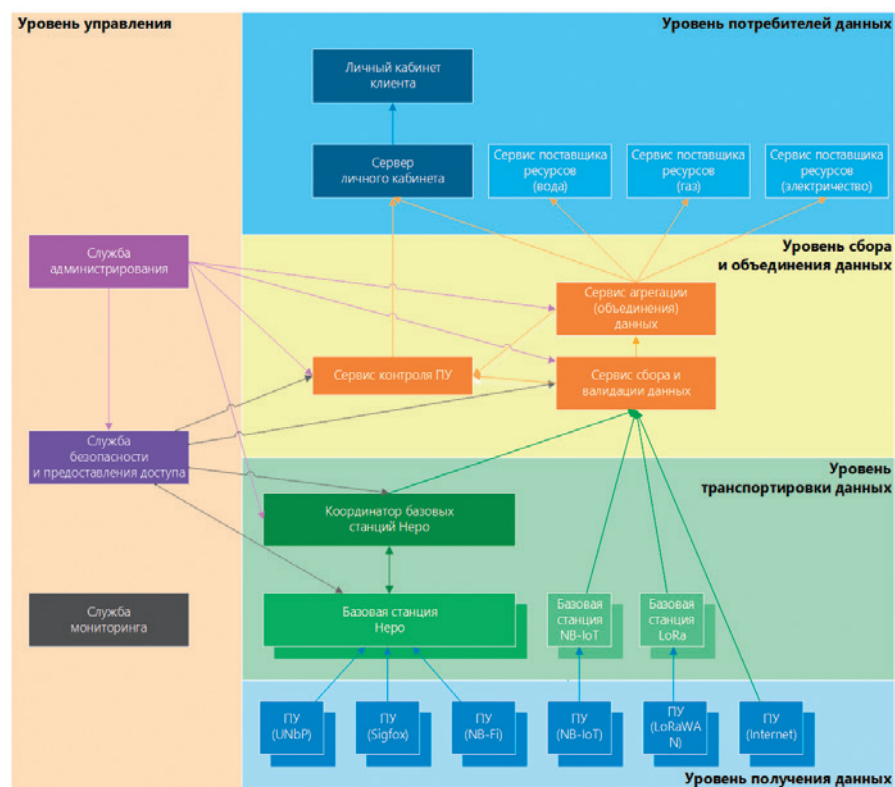 Уровень управления
Уровень потребителей данных
Личный кабинет
клиента
Сервер
личного кабинета
Сервис поставщика
ресурсов
(вода)
Сервис поставщика
ресурсов
(газ)
Сервис поставщика
ресурсов
(электричество)
Служба
администрирования
Уровень сбора
и объединения данных
Сервис агрегации
(объединения)
данных
Сервис контроля ПУ
Сервис сбора и
валидации данных
Служба
безопасности
и предоставления доступа
Уровень
транспортировки данных
Координатор базовых
станций Неро
Служба
мониторинга
Базовая станция
Неро
Базовая
станция
NB-IoT
Базовая
станция
LoRa
ПУ
(UNbP)
ПУ
(Sigfox)
ПУ
(NB-Fi)
ПУ
(NB-IoT)
ПУ
(LoRaWA
N)
ПУ
(Internet)
Уровень получения данных